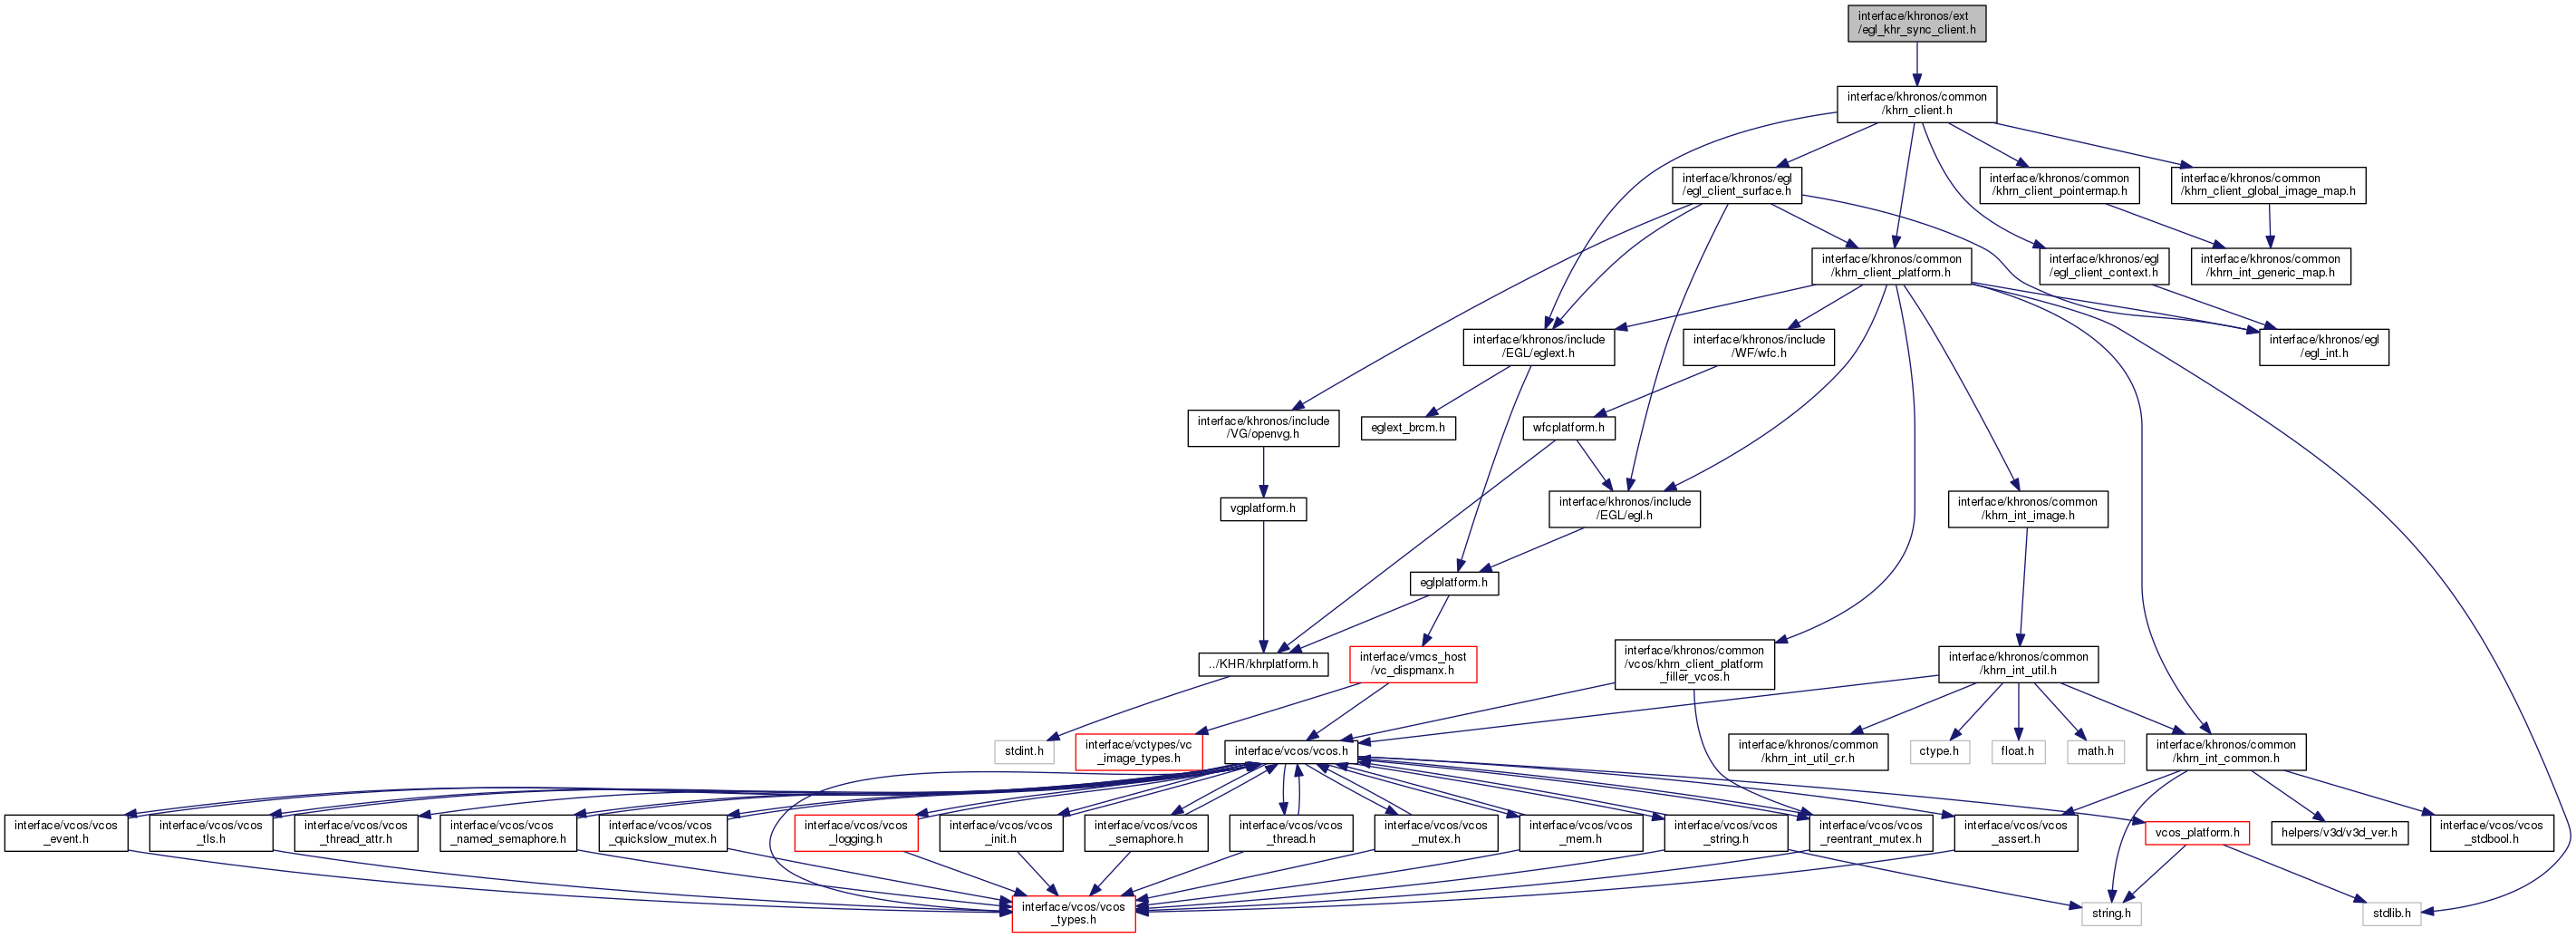 interface/khronos/ext
/egl_khr_sync_client.h
interface/khronos/common
/khrn_client.h
interface/khronos/egl
/egl_client_surface.h
interface/khronos/common
/khrn_client_pointermap.h
interface/khronos/common
/khrn_client_global_image_map.h
interface/khronos/common
/khrn_client_platform.h
interface/khronos/egl
/egl_client_context.h
interface/khronos/common
/khrn_int_generic_map.h
interface/khronos/include
/EGL/eglext.h
interface/khronos/include
/WF/wfc.h
interface/khronos/egl
/egl_int.h
interface/khronos/include
/VG/openvg.h
eglext_brcm.h
wfcplatform.h
vgplatform.h
interface/khronos/include
/EGL/egl.h
interface/khronos/common
/khrn_int_image.h
eglplatform.h
../KHR/khrplatform.h
interface/vmcs_host
/vc_dispmanx.h
interface/khronos/common
/vcos/khrn_client_platform
_filler_vcos.h
interface/khronos/common
/khrn_int_util.h
stdint.h
interface/vctypes/vc
_image_types.h
interface/vcos/vcos.h
interface/khronos/common
/khrn_int_util_cr.h
ctype.h
float.h
math.h
interface/khronos/common
/khrn_int_common.h
interface/vcos/vcos
_event.h
interface/vcos/vcos
_tls.h
interface/vcos/vcos
_thread_attr.h
interface/vcos/vcos
_named_semaphore.h
interface/vcos/vcos
_quickslow_mutex.h
interface/vcos/vcos
_logging.h
interface/vcos/vcos
_init.h
interface/vcos/vcos
_semaphore.h
interface/vcos/vcos
_thread.h
interface/vcos/vcos
_mutex.h
interface/vcos/vcos
_mem.h
interface/vcos/vcos
_string.h
interface/vcos/vcos
_reentrant_mutex.h
interface/vcos/vcos
_assert.h
vcos_platform.h
helpers/v3d/v3d_ver.h
interface/vcos/vcos
_stdbool.h
interface/vcos/vcos
_types.h
string.h
stdlib.h